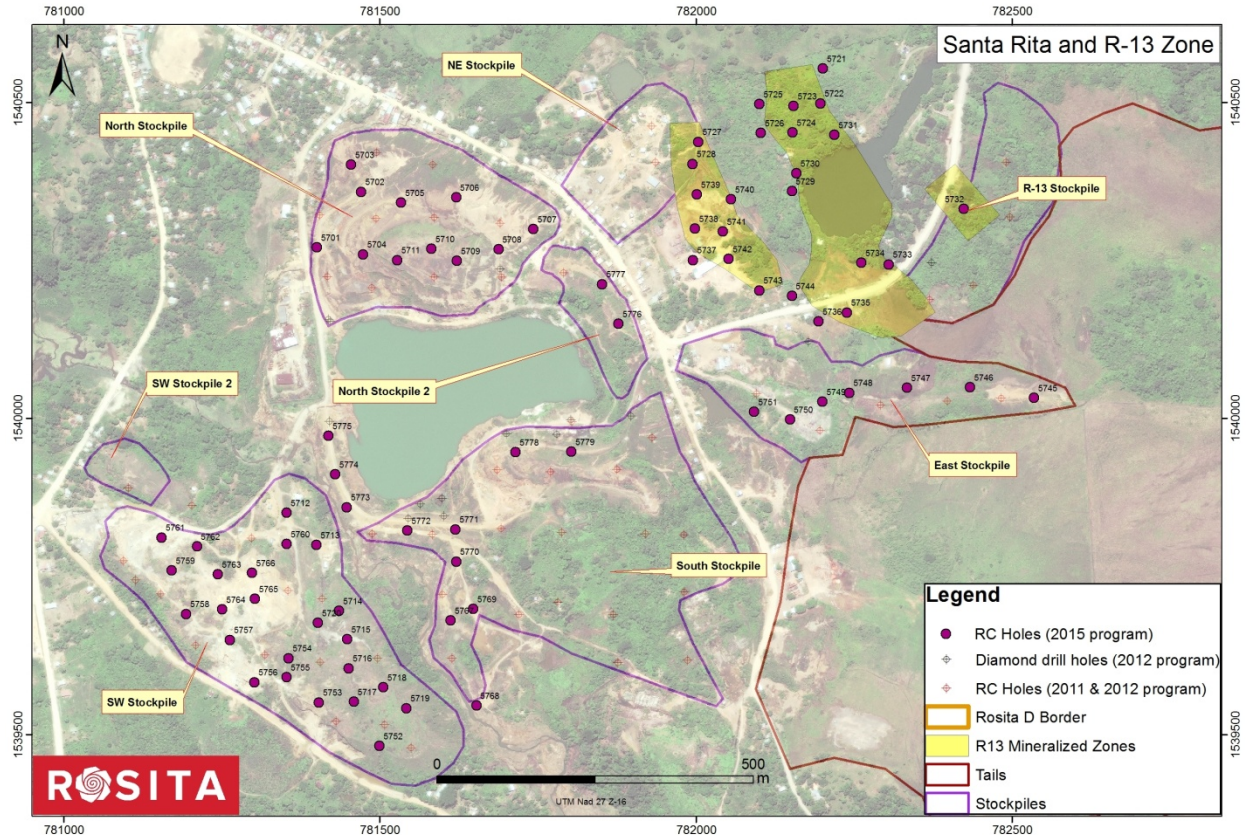 781000 781500 782000 782500
Santa Rita and R-13 Zone
N
NE Stockpile
North Stockpile
5721
5725 5723 5722
1540500 1540500
5726 5724 5731
5727
5703 5728
5730
R-13 Stockpile
5702 5706 5729
5705 5739 5740
5732
5707
5738 5741
5701 5710 5708
5704 5711 5709 5737 5742
5734 5733
5777
5743 5744
5735
5776 5736
SW Stockpile 2
North Stockpile 2
5748 5747 5746
5749 5745
5751 5750
1540000 1540000
5775
5778 5779
East Stockpile
5774
5712 5773
5761 5772 5771
5762 5760 5713
5770
5759 5763 5766
South Stockpile
5765
5758 5764 5714 5769
5757 5715
5754 5716
5755
5756 5718
5753 5717 5719 5768
SW Stockpile
5752
1539500 1539500
Legend
RC Holes (2015 program)
Diamond drill holes (2012 program)
RC Holes (2011 & 2012 program)
Rosita D Border
R13 Mineralized Zones
Tails
Stockpiles
ROSITA
0 500
m
UTM Nad 27 Z-16
781000 781500 782000 782500